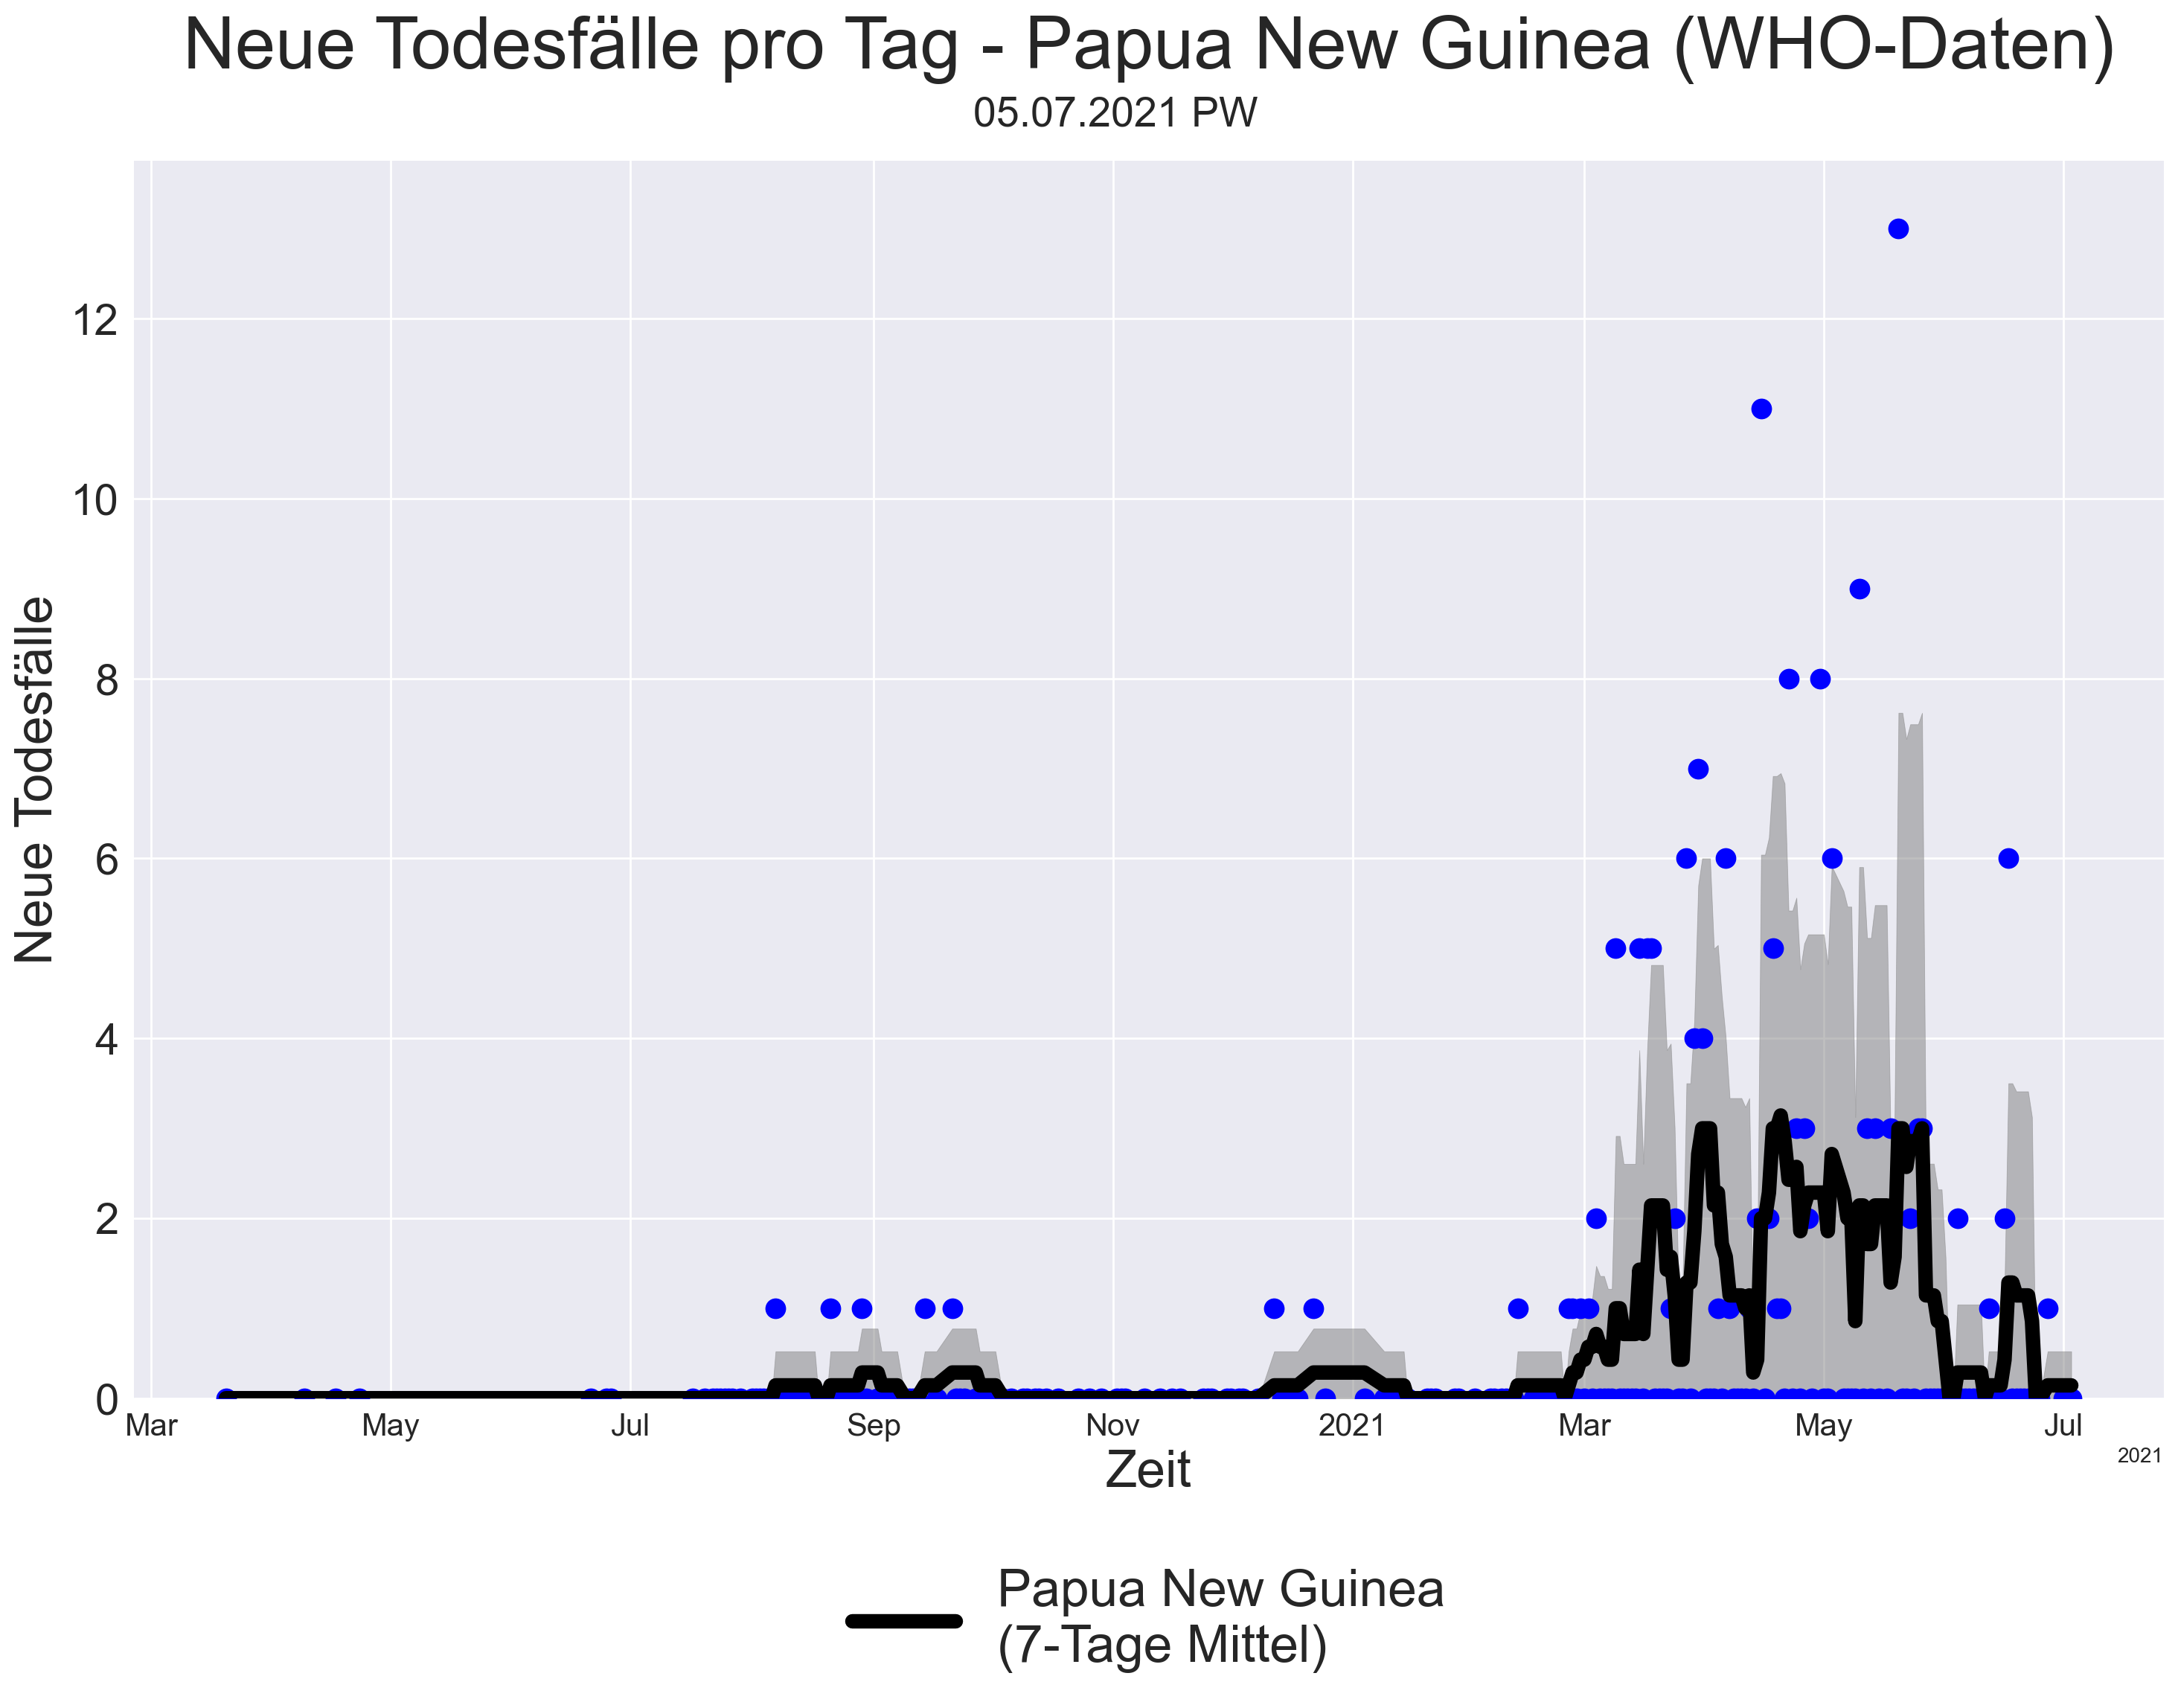 Neue Todesfälle pro Tag - Papua New Guinea (WHO-Daten)
05.07.2021 PW
Neue Todesfälle
12
10
8
6
4
2
0
Mar May Jul Sep Nov 2021 Mar May Jul
2021
Zeit
Papua New Guinea
(7-Tage Mittel)